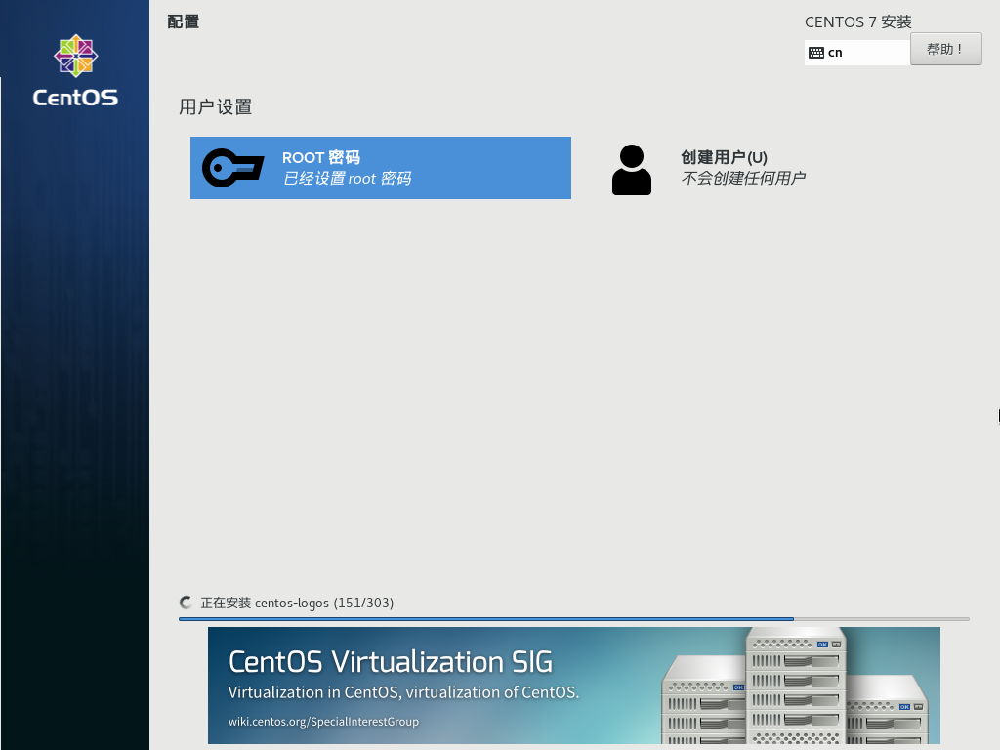 配置
CENTOS 7 安装
cn
帮助！
CentOS
用户设置
ROOT 密码
已经设置 root 密码
创建用户(U)
不会创建任何用户
正在安装 centos-logos (151/303)
CentOS Virtualization SIG
Virtualization in CentOS, virtualization of CentOS.
wiki.centos.org/SpecialInterestGroup